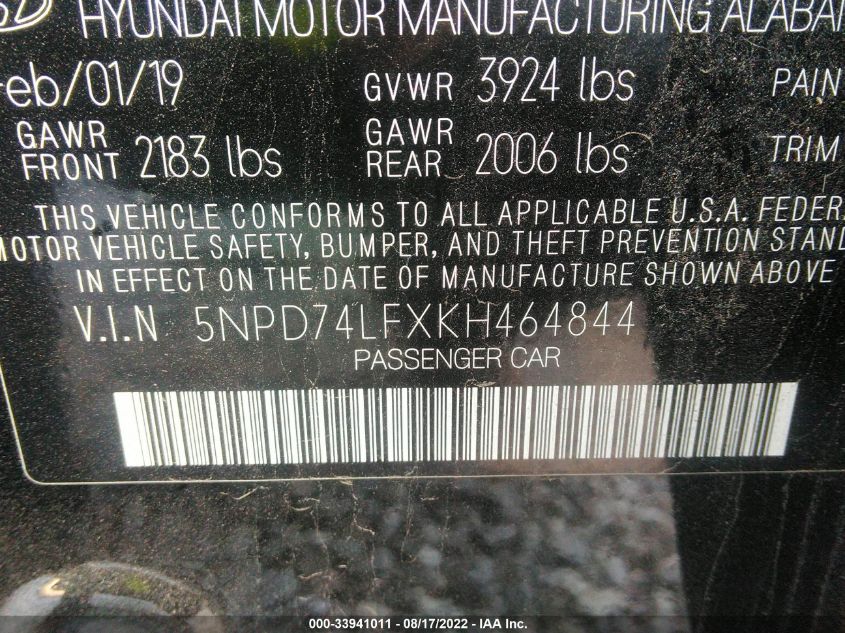 HYUNDAI MOTOR MANUFACTURING ALABA
eb/01/19 GVWR 3924 lbs PAIN
GAWR FRONT 2183 lbs GAWR REAR 2006 lbs TRIM
THIS VEHICLE CONFORMS TO ALL APPLICABLE U.S.A. FEDER
MOTOR VEHICLE SAFETY, BUMPER, AND THEFT PREVENTION STAND
IN EFFECT ON THE DATE OF MANUFACTURE SHOWN ABOVE
V.I.N 5NPD74LFXKH464844
PASSENGER CAR
000-33941011 - 08/17/2022 - IAA Inc.